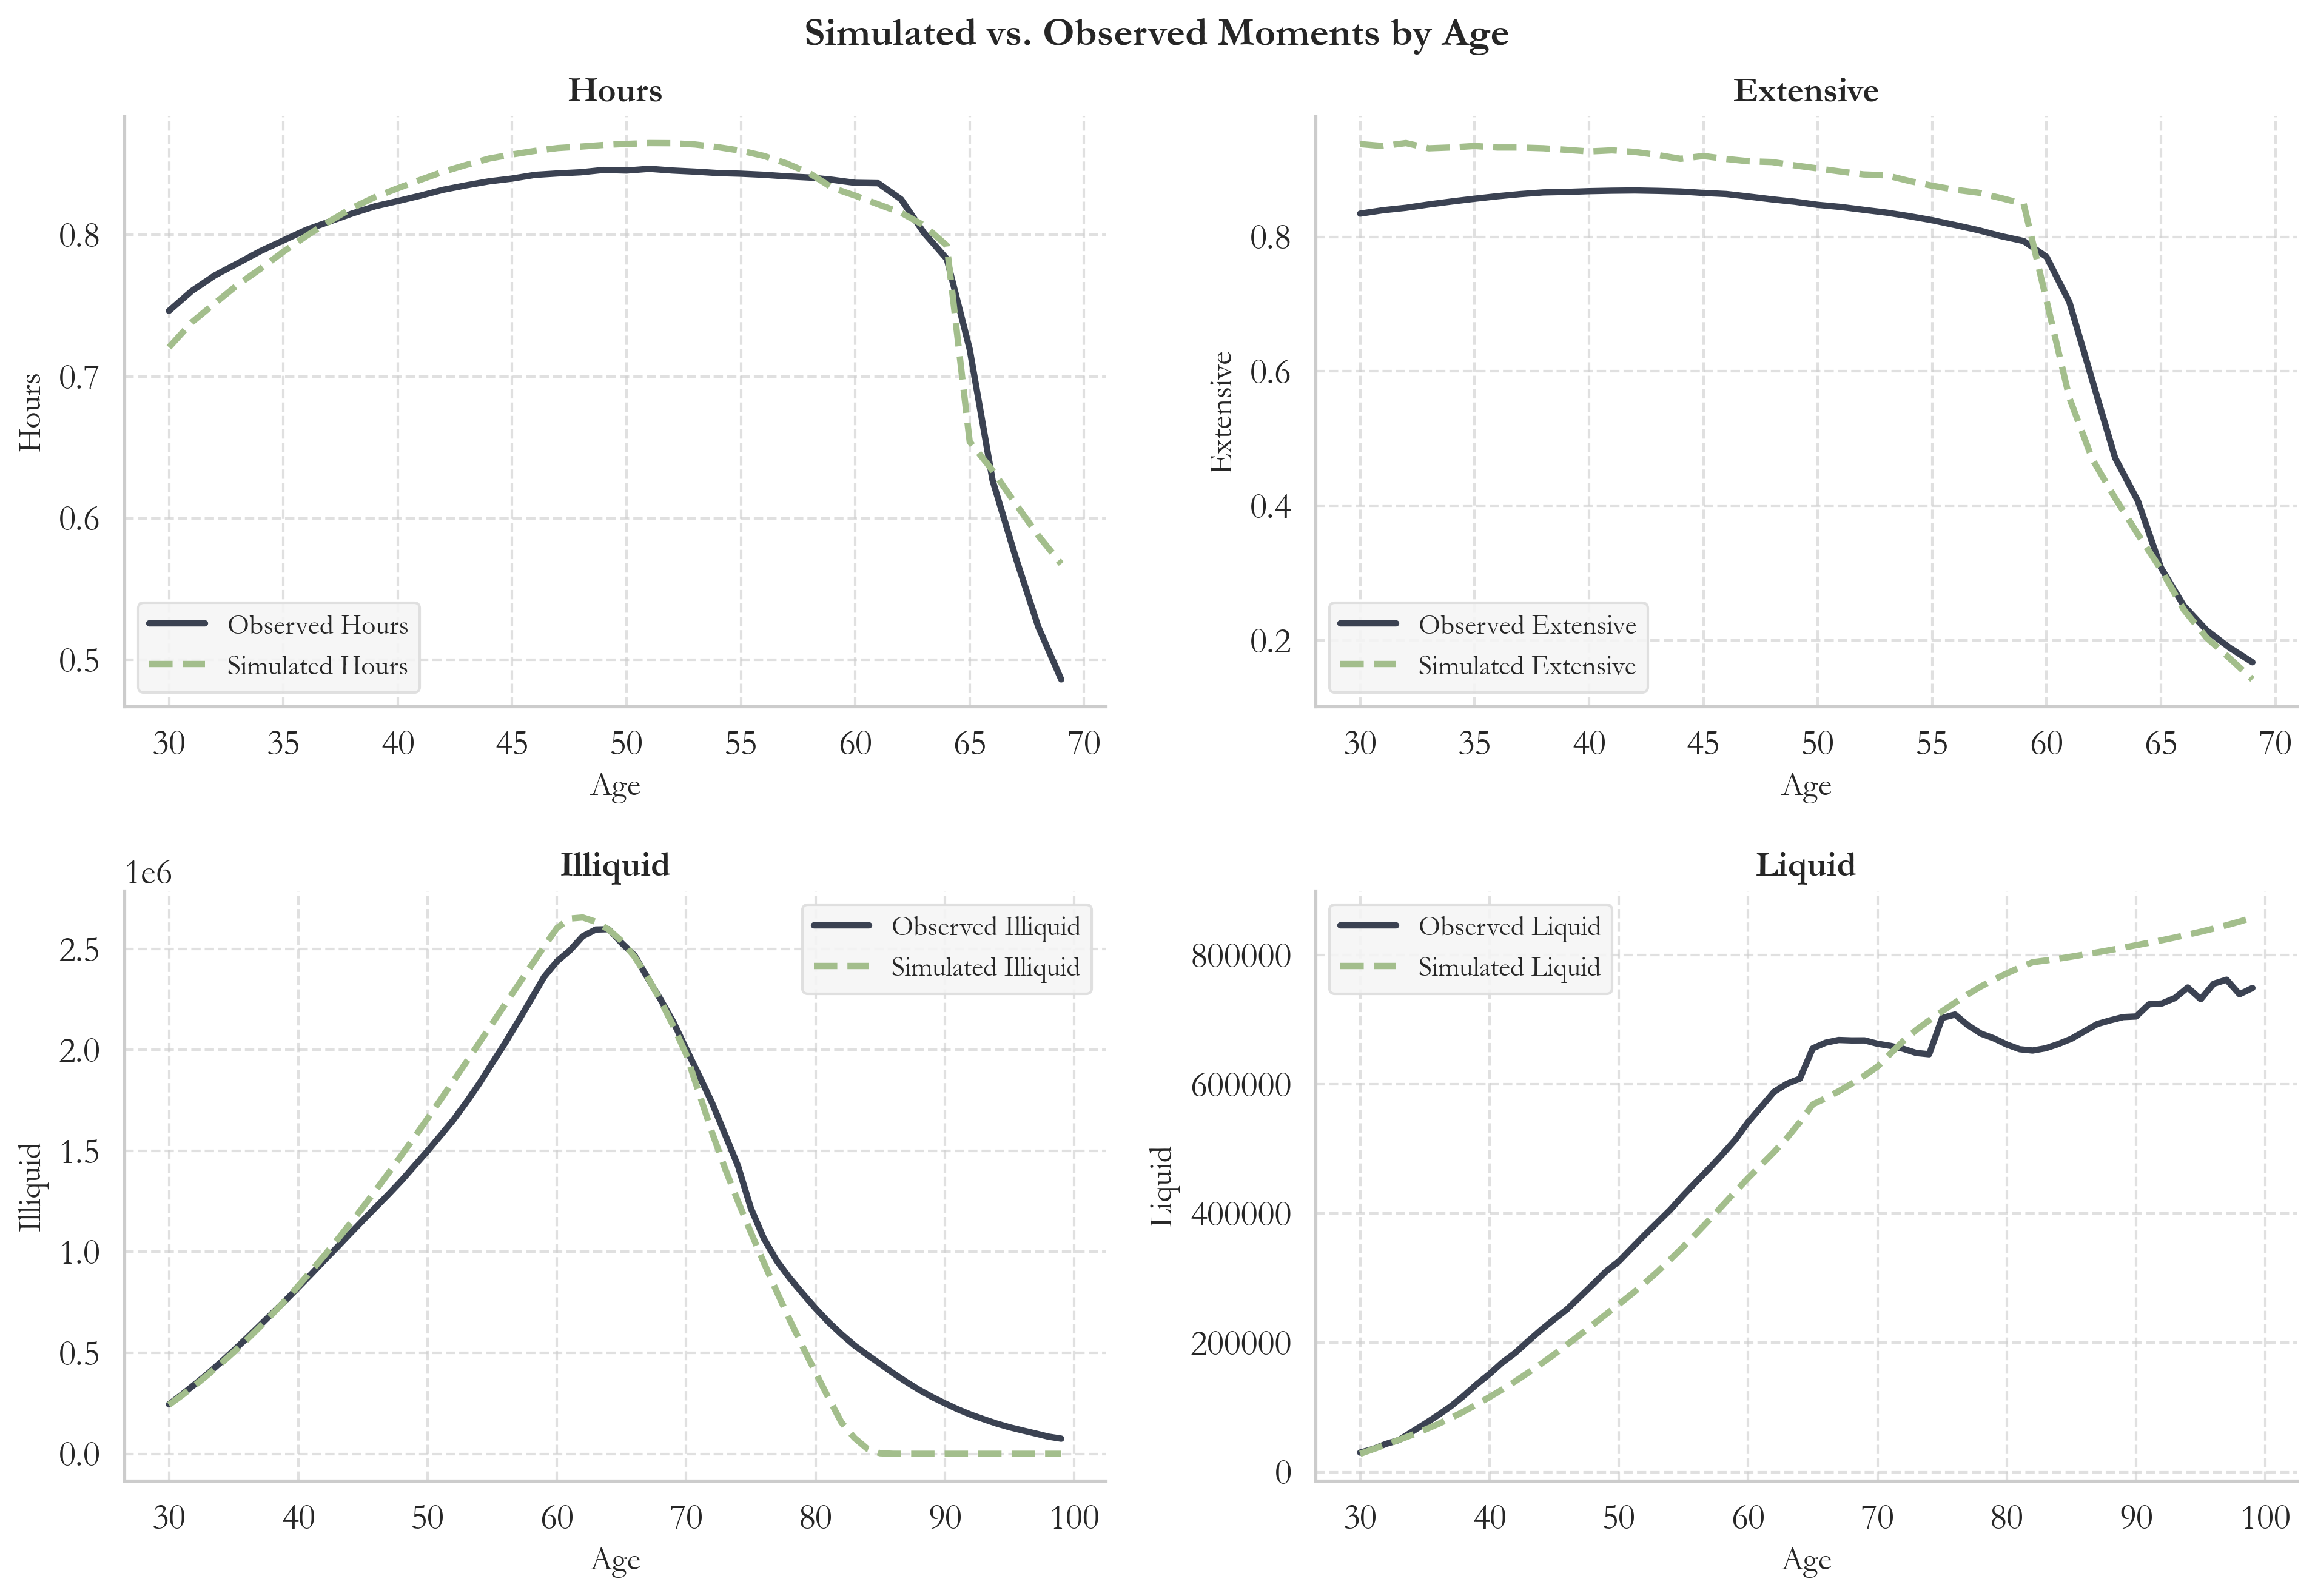 Simulated vs. Observed Moments by Age
Hours
Hours
0.8
0.7
0.6
0.5
Observed Hours
Simulated Hours
30 35 40 45 50 55 60 65 70
Age
Extensive
Extensive
0.8
0.6
0.4
0.2
Observed Extensive
Simulated Extensive
30 35 40 45 50 55 60 65 70
Age
Illiquid
1e6
Illiquid
2.5
2.0
1.5
1.0
0.5
0.0
Observed Illiquid
Simulated Illiquid
30 40 50 60 70 80 90 100
Age
Liquid
Liquid
800000
600000
400000
200000
0
Observed Liquid
Simulated Liquid
30 40 50 60 70 80 90 100
Age